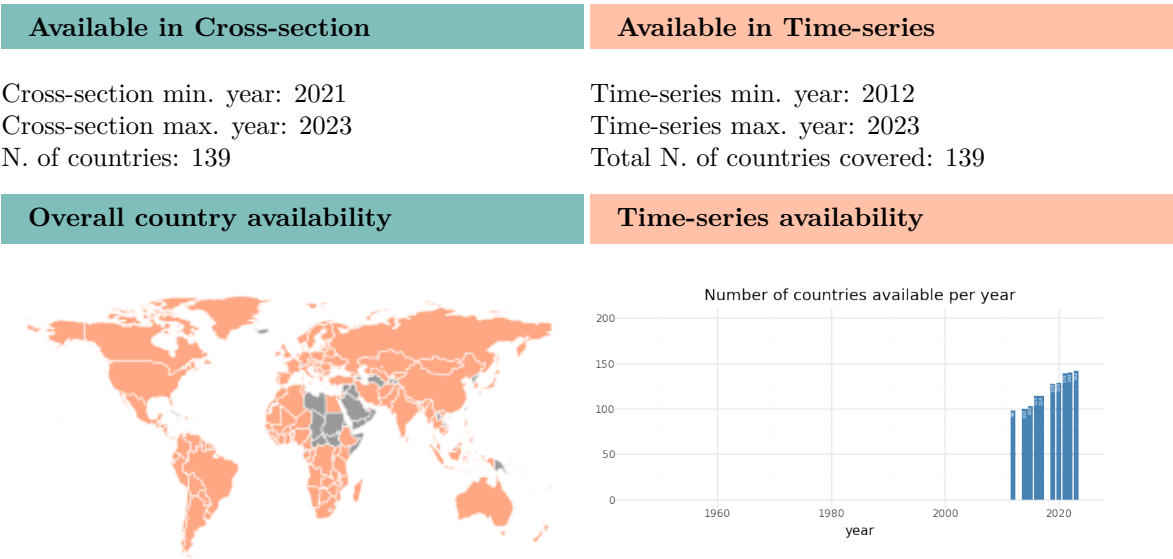 Available in Cross-section
Available in Time-series
Cross-section min. year: 2021
Cross-section max. year: 2023
N. of countries: 139
Time-series min. year: 2012
Time-series max. year: 2023
Total N. of countries covered: 139
Overall country availability
Time-series availability
Number of countries available per year
200
150
100
50
0
1960
1980
2000
2020
year